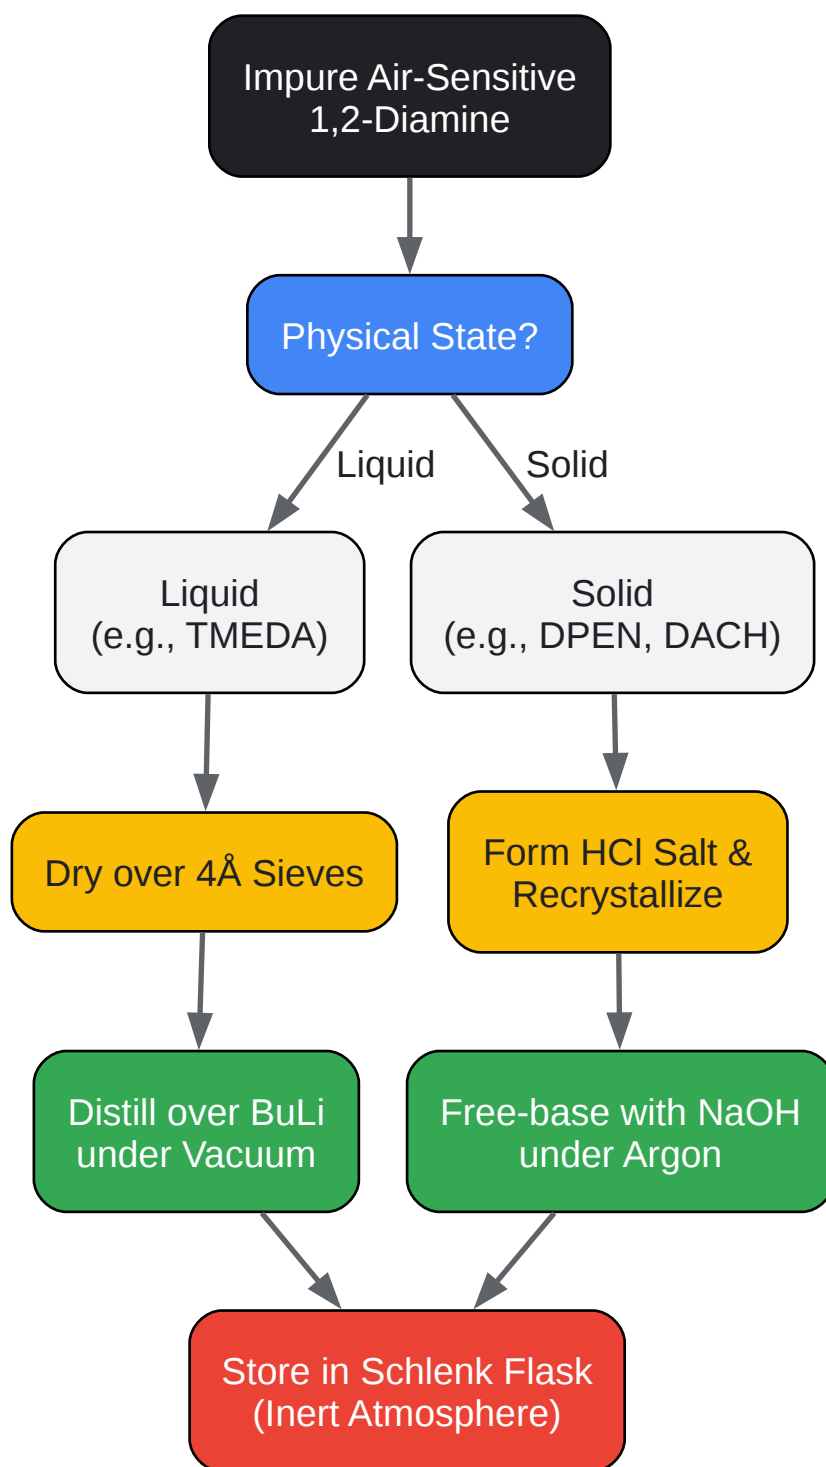 Impure Air-Sensitive
1,2-Diamine
Physical State?
Liquid
Solid
Liquid
(e.g., TMEDA)
Solid
(e.g., DPEN, DACH)
Dry over 4Å Sieves
Form HCl Salt &
Recrystallize
Distill over BuLi
under Vacuum
Free-base with NaOH
under Argon
Store in Schlenk Flask
(Inert Atmosphere)